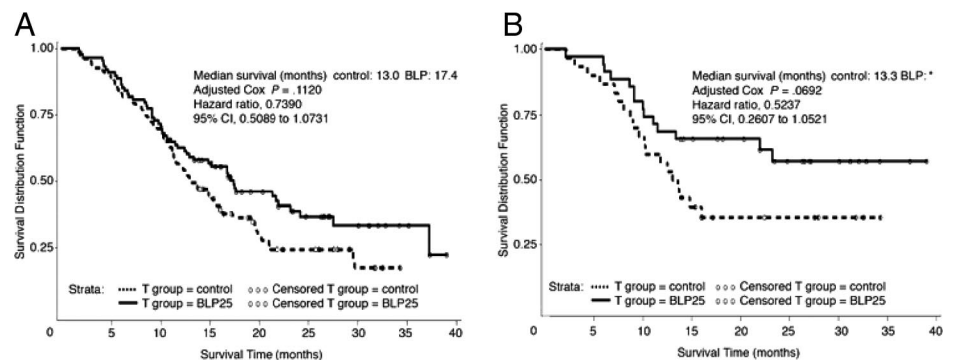 A
Survival Distribution Function
1.00
0.75
0.50
0.25
Median survival (months) control: 13.0 BLP: 17.4
Adjusted Cox P = .1120
Hazard ratio, 0.7390
95% CI, 0.5089 to 1.0731
Strata: T group = control Censored T group = control
T group = BLP25 Censored T group = BLP25
0 5 10 15 20 25 30 35 40
Survival Time (months)
B
Survival Distribution Function
1.00
0.75
0.50
0.25
Median survival (months) control: 13.3 BLP: *
Adjusted Cox P = .0692
Hazard ratio, 0.5237
95% CI, 0.2607 to 1.0521
Strata: T group = control Censored T group = control
T group = BLP25 Censored T group = BLP25
0 5 10 15 20 25 30 35 40
Survival Time (months)